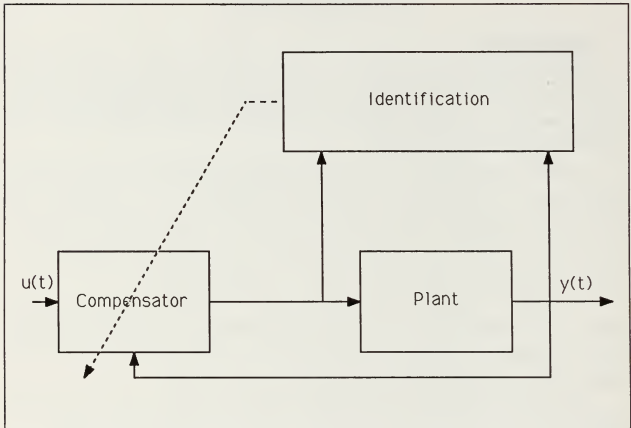 Identification
u(t)
Compensator
Plant
y(t)